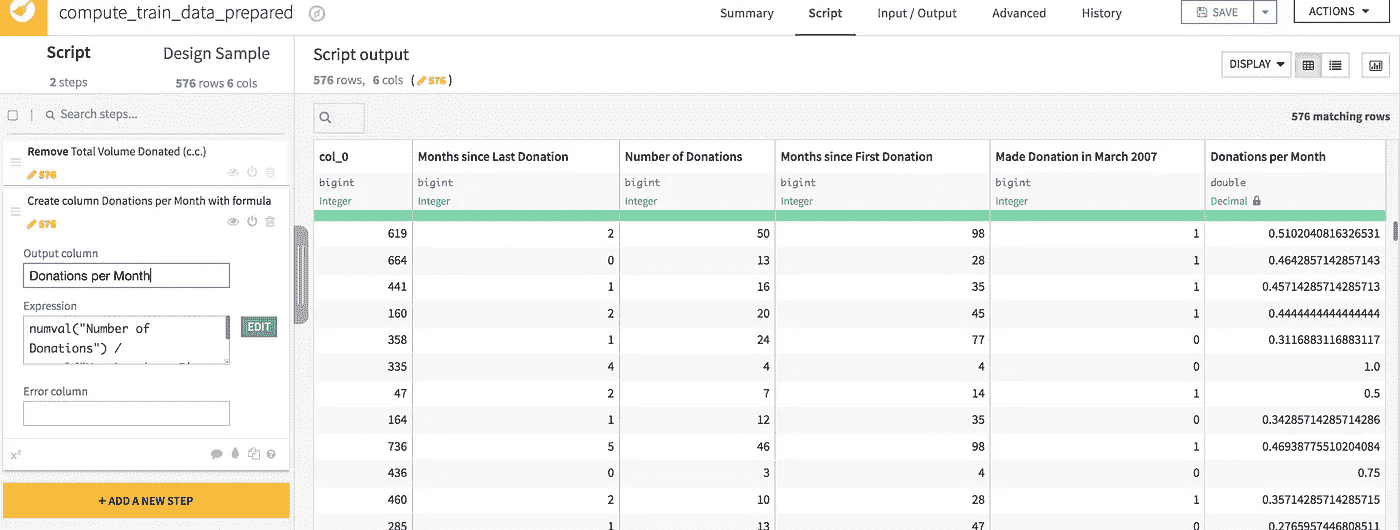 compute_train_data_prepared
Summary Script Input / Output Advanced History
SAVE
ACTIONS
Script Design Sample
2 steps 576 rows 6 cols
Search steps...
Remove Total Volume Donated (c.c.)
576
Create column Donations per Month with formula
576
Output column
Donations per Month
Expression
numval("Number of
Donations") /
EDIT
Error column
x²
+ ADD A NEW STEP
Script output
576 rows, 6 cols ( 576 )
DISPLAY
576 matching rows
col_0 Months since Last Donation Number of Donations Months since First Donation Made Donation in March 2007 Donations per Month
bigint bigint bigint bigint bigint double
Integer Integer Integer Integer Integer Decimal
619 2 50 98 1 0.5102040816326531
664 0 13 28 1 0.4642857142857143
441 1 16 35 1 0.45714285714285713
160 2 20 45 1 0.4444444444444444
358 1 24 77 0 0.3116883116883117
335 4 4 4 0 1.0
47 2 7 14 1 0.5
164 1 12 35 0 0.34285714285714286
736 5 46 98 1 0.46938775510204084
436 0 3 4 0 0.75
460 2 10 28 1 0.35714285714285715
285 1 13 47 0 0.2765957446808511